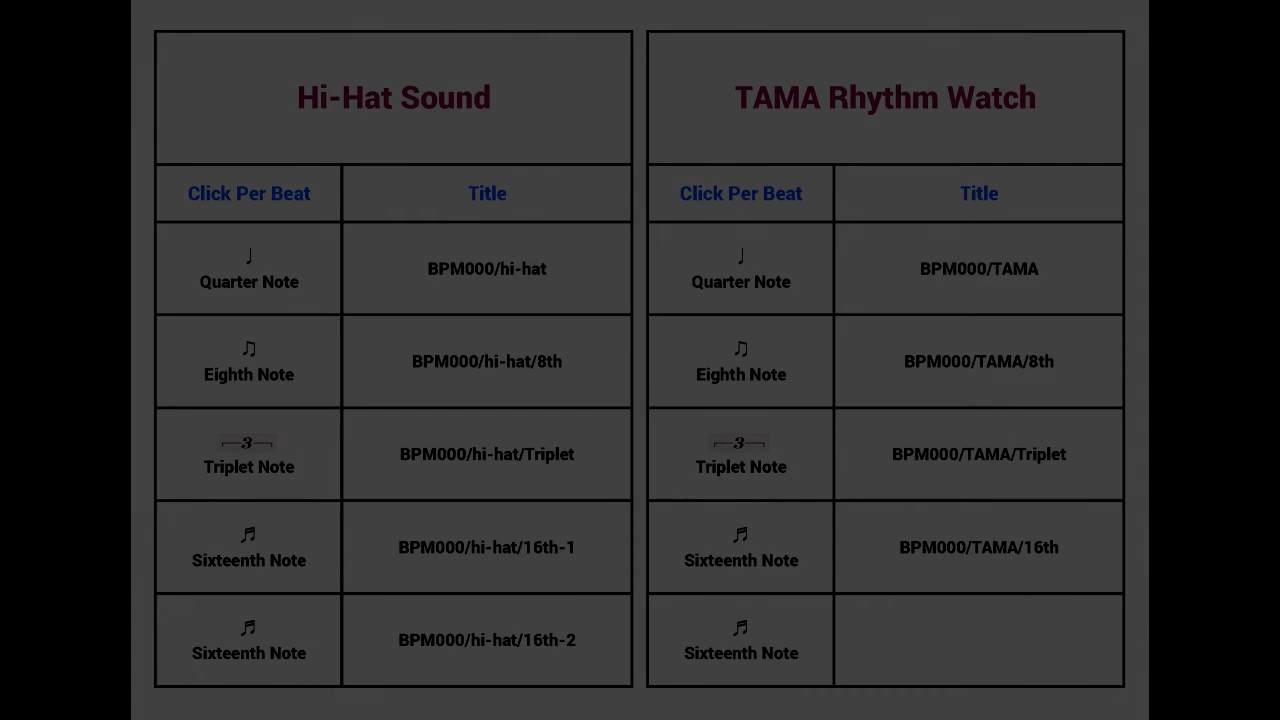 Hi-Hat Sound
Click Per Beat Title
♩
Quarter Note
BPM000/hi-hat
♫
Eighth Note
BPM000/hi-hat/8th
3
Triplet Note
BPM000/hi-hat/Triplet
♬
Sixteenth Note
BPM000/hi-hat/16th-1
♬
Sixteenth Note
BPM000/hi-hat/16th-2
TAMA Rhythm Watch
Click Per Beat Title
♩
Quarter Note
BPM000/TAMA
♫
Eighth Note
BPM000/TAMA/8th
3
Triplet Note
BPM000/TAMA/Triplet
♬
Sixteenth Note
BPM000/TAMA/16th
♬
Sixteenth Note